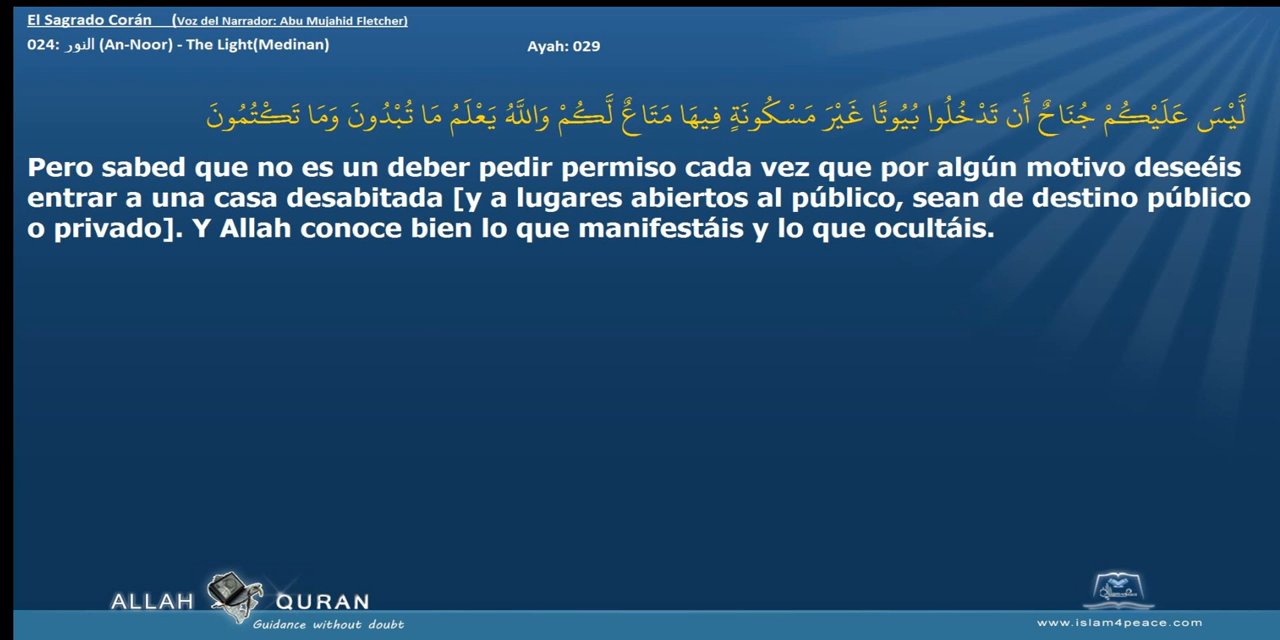 El Sagrado Corán (Voz del Narrador: Abu Mujahid Fletcher)
024: النور (An-Noor) - The Light(Medinan)
Ayah: 029
لَّيْسَ عَلَيْكُمْ جُنَاحٌ أَن تَدْخُلُوا بُيُوتًا غَيْرَ مَسْكُونَةٍ فِيهَا مَتَاعٌ لَّكُمْ وَاللَّهُ يَعْلَمُ مَا تُبْدُونَ وَمَا تَكْتُمُونَ
Pero sabed que no es un deber pedir permiso cada vez que por algún motivo deseéis
entrar a una casa desabitada [y a lugares abiertos al público, sean de destino público
o privado]. Y Allah conoce bien lo que manifestáis y lo que ocultáis.
ALLAH QURAN
Guidance without doubt
www.islam4peace.com